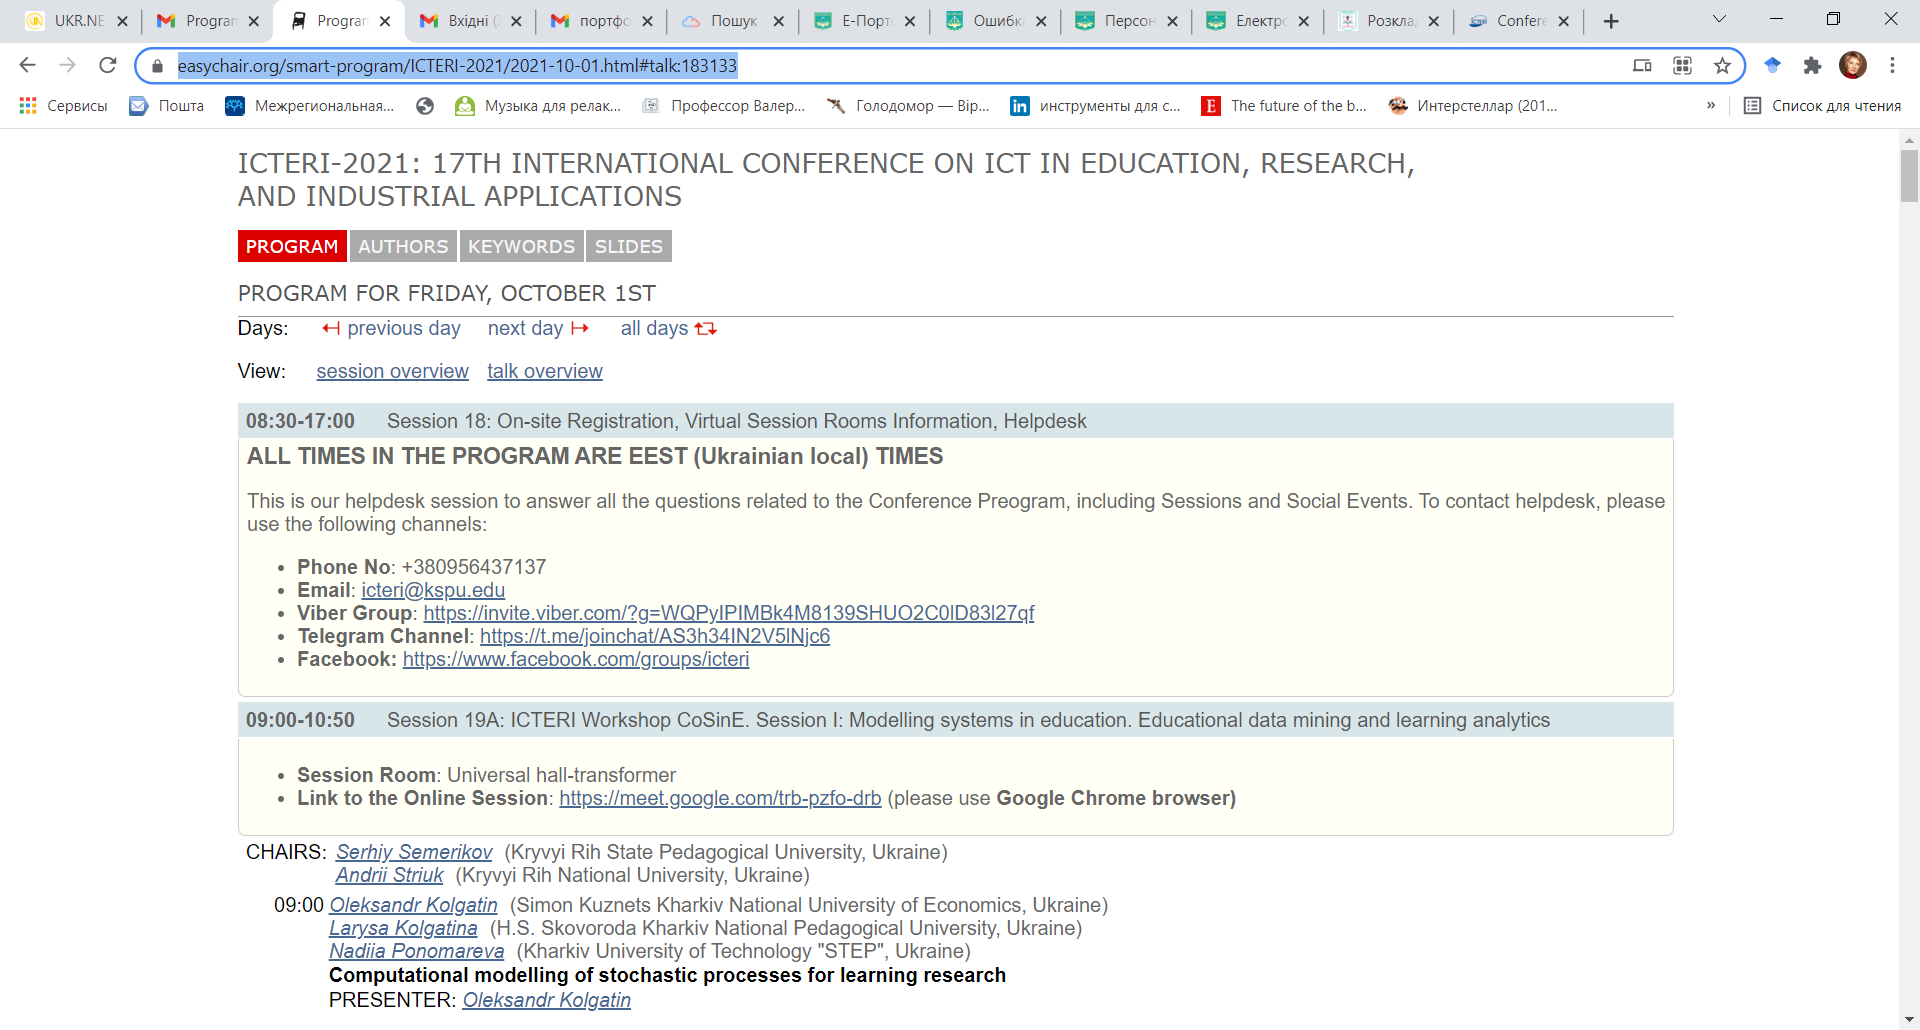 UKR.NE
Program
Program
Вхідні (
портфо
Пошук
Е-Порт
Ошибк
Персон
Електро
Розкла
Confere
easychair.org/smart-program/ICTERI-2021/2021-10-01.html#talk:183133
Сервисы
Пошта
Межрегиональная...
Музыка для релак...
Профессор Валер...
Голодомор — Вір...
инструменты для с...
The future of the b...
Интерстеллар (201...
»
Список для чтения
ICTERI-2021: 17TH INTERNATIONAL CONFERENCE ON ICT IN EDUCATION, RESEARCH,
AND INDUSTRIAL APPLICATIONS
PROGRAM AUTHORS KEYWORDS SLIDES
PROGRAM FOR FRIDAY, OCTOBER 1ST
Days: previous day next day all days
View: session overview talk overview
08:30-17:00 Session 18: On-site Registration, Virtual Session Rooms Information, Helpdesk
ALL TIMES IN THE PROGRAM ARE EEST (Ukrainian local) TIMES
This is our helpdesk session to answer all the questions related to the Conference Preogram, including Sessions and Social Events. To contact helpdesk, please
use the following channels:
• Phone No: +380956437137
• Email: icteri@kspu.edu
• Viber Group: https://invite.viber.com/?g=WQPyIPIMBk4M8139SHUO2C0lD83l27qf
• Telegram Channel: https://t.me/joinchat/AS3h34IN2V5lNjc6
• Facebook: https://www.facebook.com/groups/icteri
09:00-10:50 Session 19A: ICTERI Workshop CoSinE. Session I: Modelling systems in education. Educational data mining and learning analytics
• Session Room: Universal hall-transformer
• Link to the Online Session: https://meet.google.com/trb-pzfo-drb (please use Google Chrome browser)
CHAIRS: Serhiy Semerikov (Kryvyi Rih State Pedagogical University, Ukraine)
Andrii Striuk (Kryvyi Rih National University, Ukraine)
09:00 Oleksandr Kolgatin (Simon Kuznets Kharkiv National University of Economics, Ukraine)
Larysa Kolgatina (H.S. Skovoroda Kharkiv National Pedagogical University, Ukraine)
Nadiia Ponomareva (Kharkiv University of Technology "STEP", Ukraine)
Computational modelling of stochastic processes for learning research
PRESENTER: Oleksandr Kolgatin